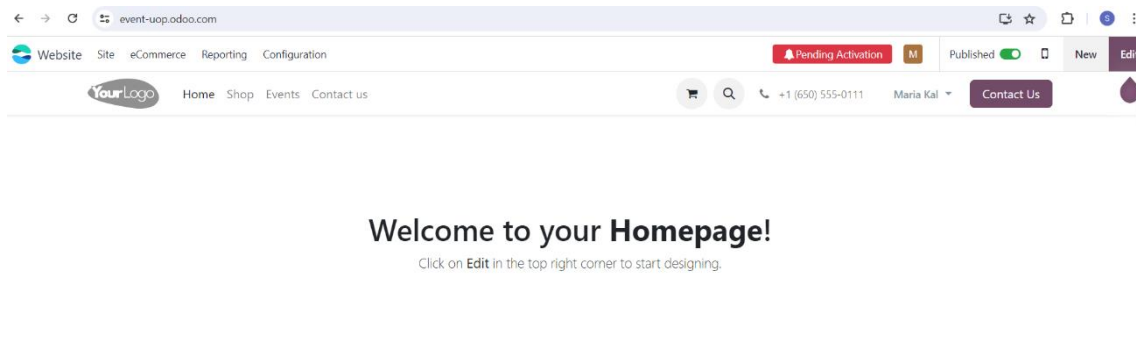 event-uop.odoo.com
S
Website Site eCommerce Reporting Configuration Pending Activation M Published New Edi
YourLogo Home Shop Events Contact us +1 (650) 555-0111 Maria Kal Contact Us
Welcome to your Homepage!
Click on Edit in the top right corner to start designing.